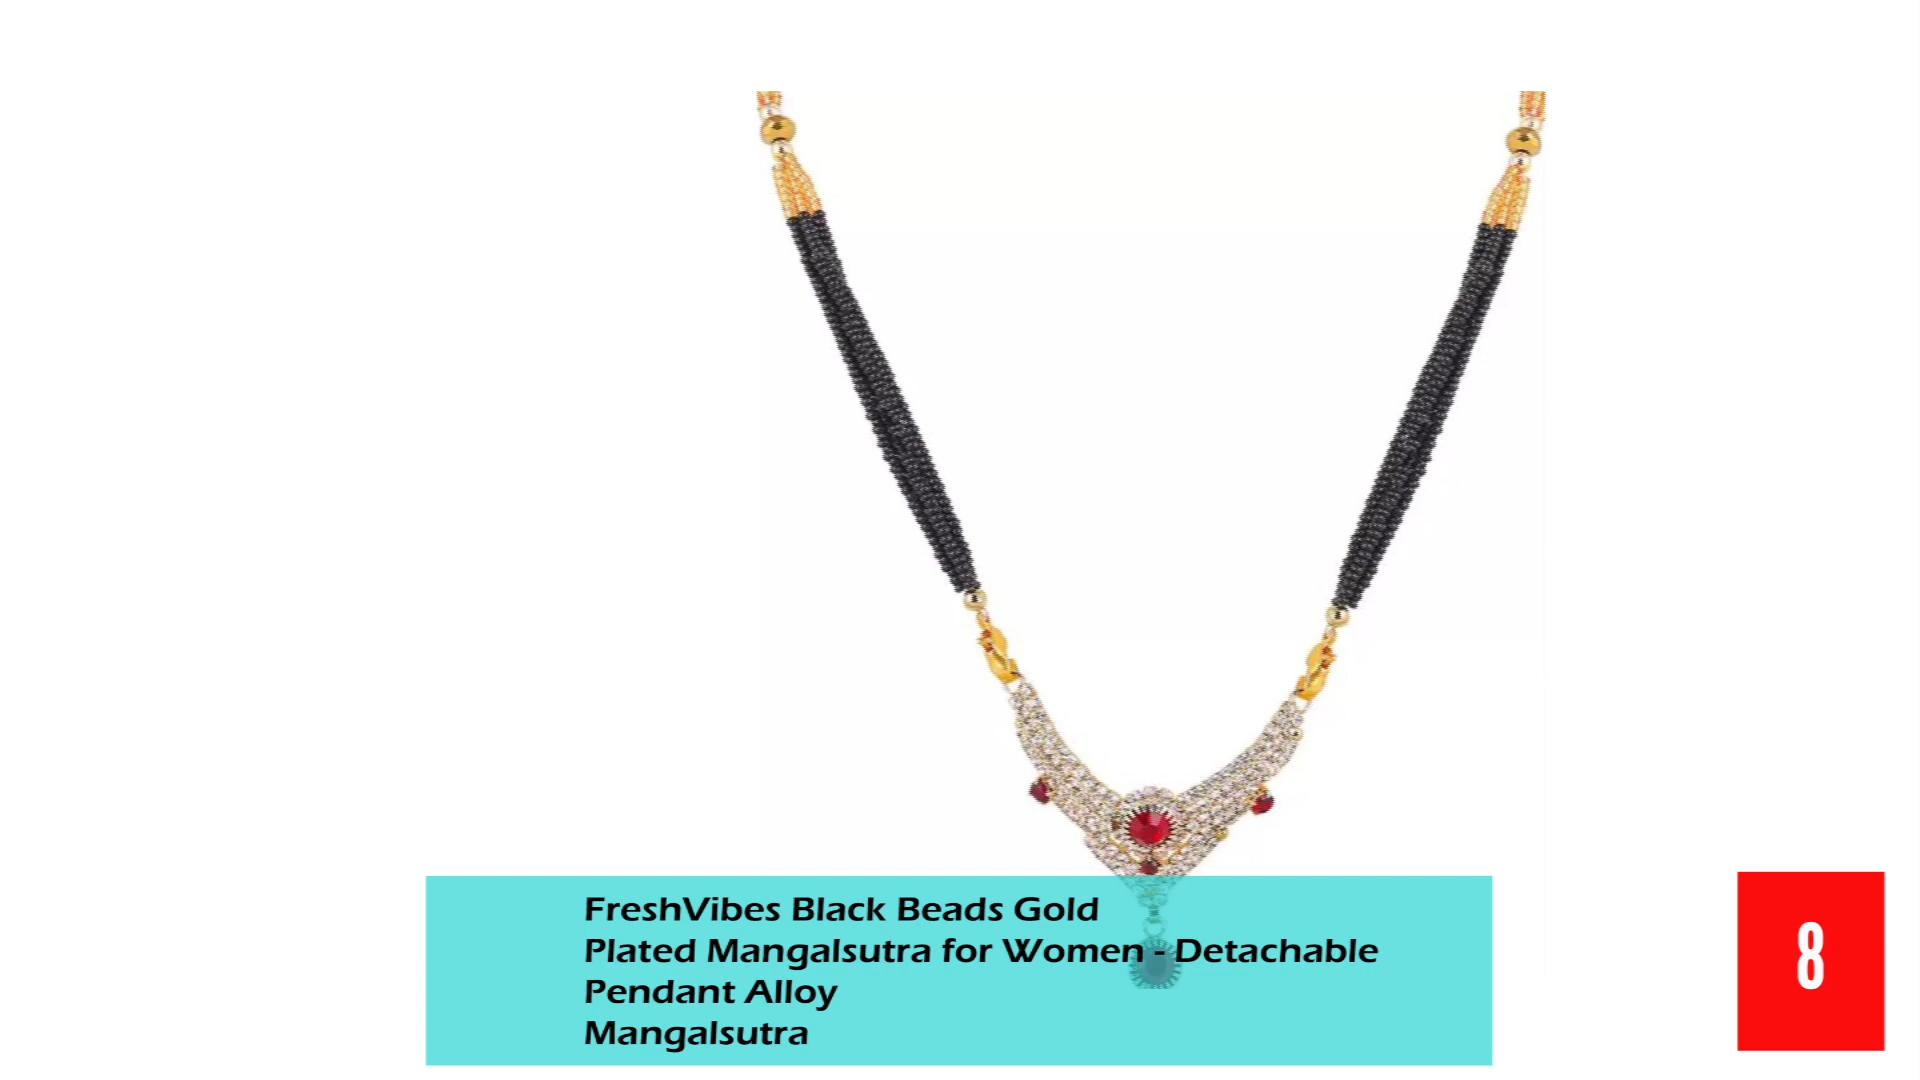 FreshVibes Black Beads Gold
Plated Mangalsutra for Women - Detachable
Pendant Alloy
Mangalsutra
8